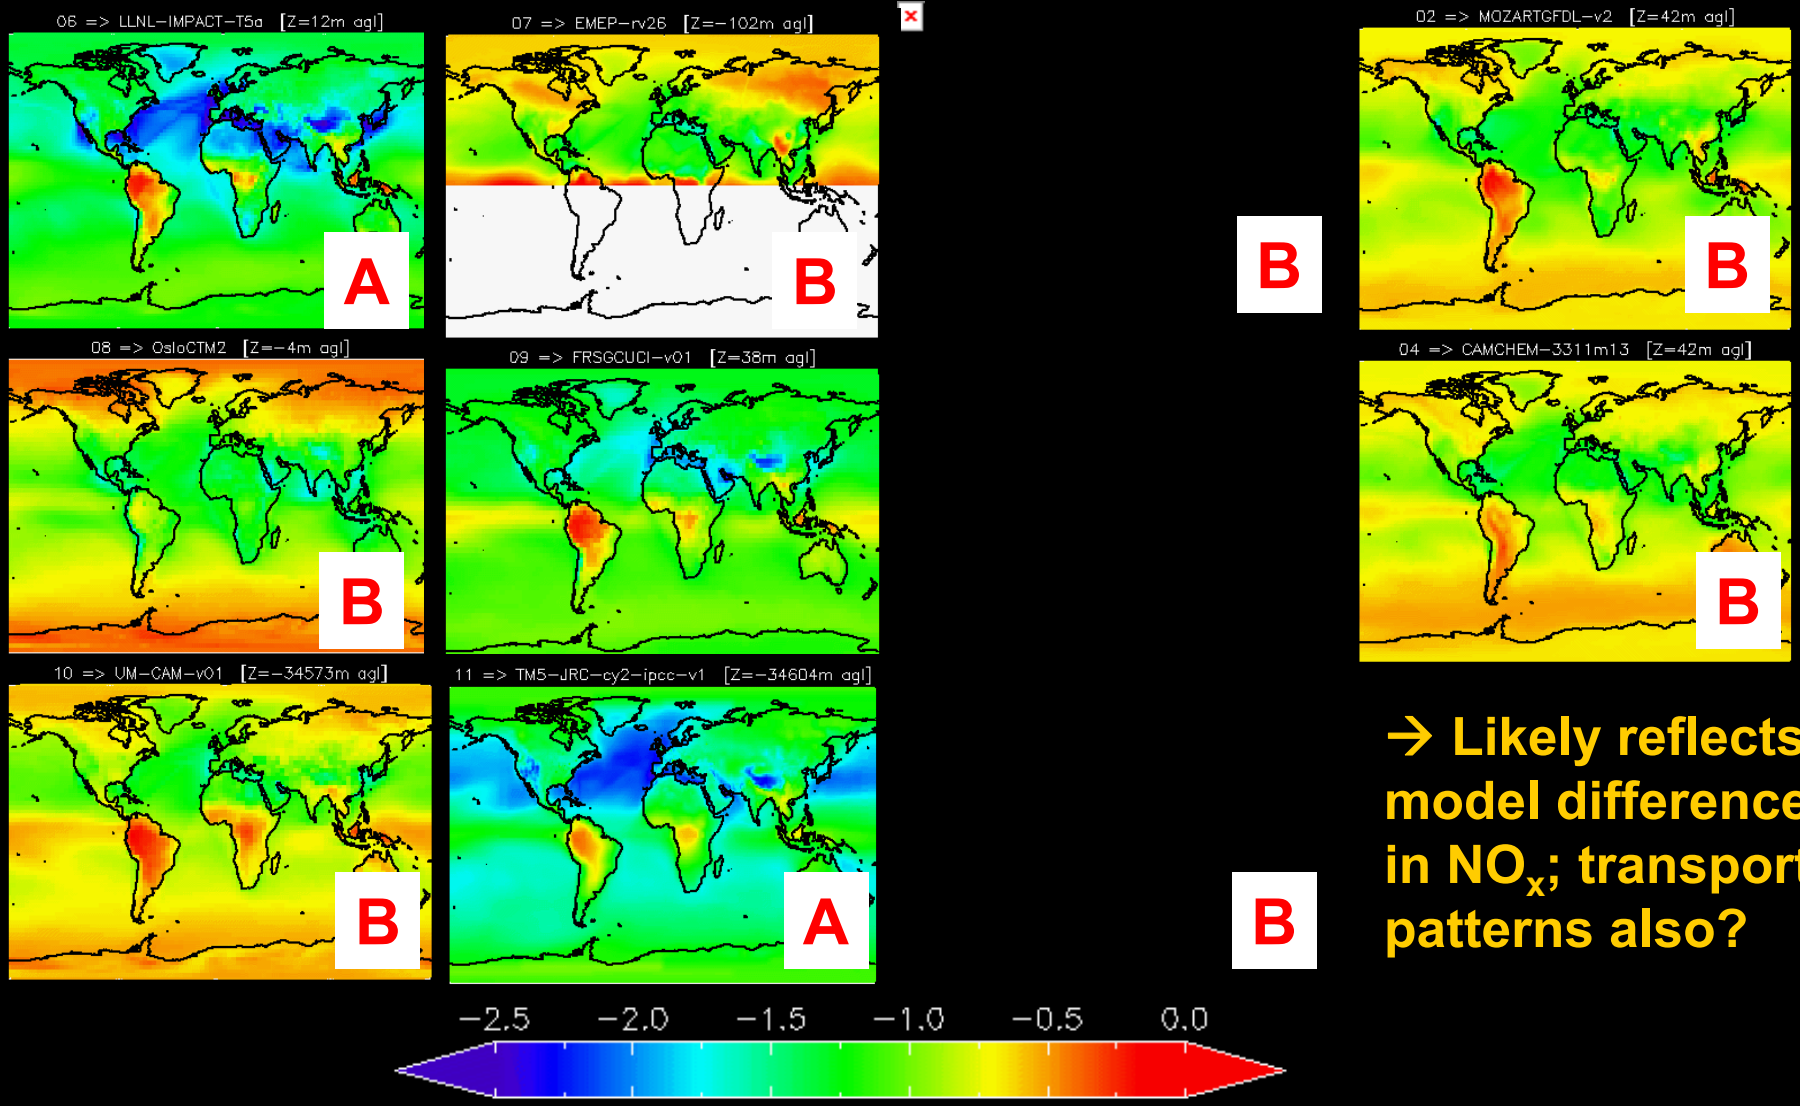 06 => LLNL-IMPACT-T5a [Z=12m agl]
07 => EMEP-rv26 [Z=-102m agl]
02 => MOZARTGFDL-v2 [Z=42m agl]
A
B
B
B
08 => OsloCTM2 [Z=-4m agl]
09 => FRSGCUCI-v01 [Z=38m agl]
04 => CAMCHEM-3311m13 [Z=42m agl]
B
B
10 => UM-CAM-v01 [Z=-34573m agl]
11 => TM5-JRC-cy2-ipcc-v1 [Z=-34604m agl]
B
A
B
→ Likely reflects
model difference
in NOx; transport
patterns also?
-2.5 -2.0 -1.5 -1.0 -0.5 0.0